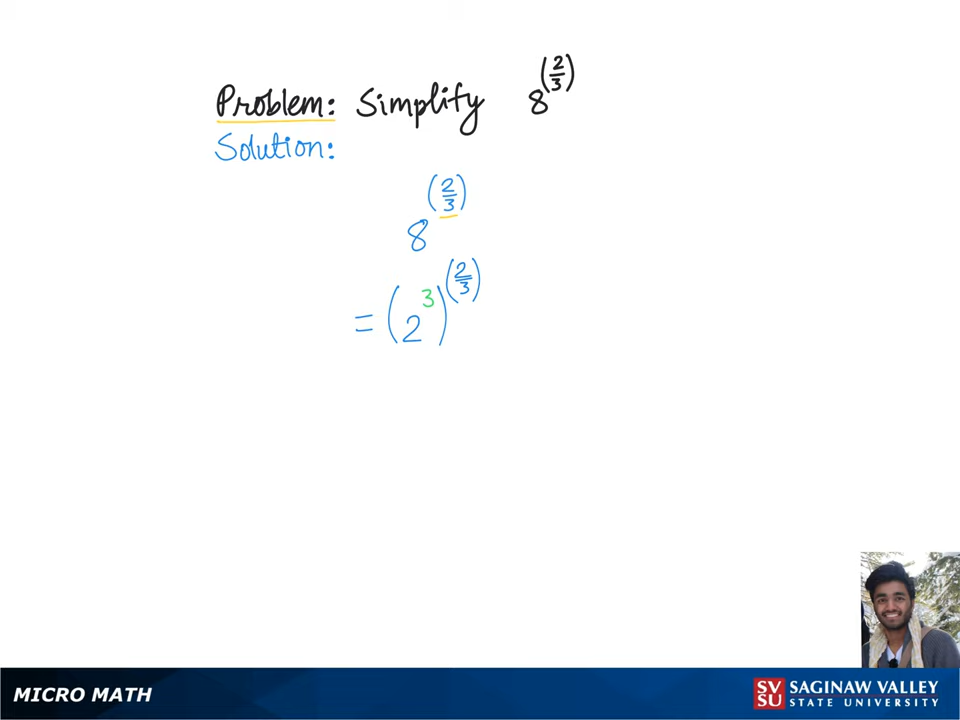 Problem: Simplify 8^(2/3)
Solution:
8^(2/3)
= (2^3)^(2/3)
MICRO MATH
SVSU SAGINAW VALLEY
STATE UNIVERSITY